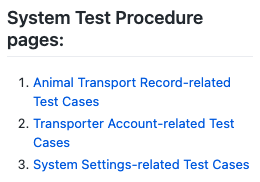 System Test Procedure
pages:
1. Animal Transport Record-related
Test Cases
2. Transporter Account-related Test
Cases
3. System Settings-related Test Cases